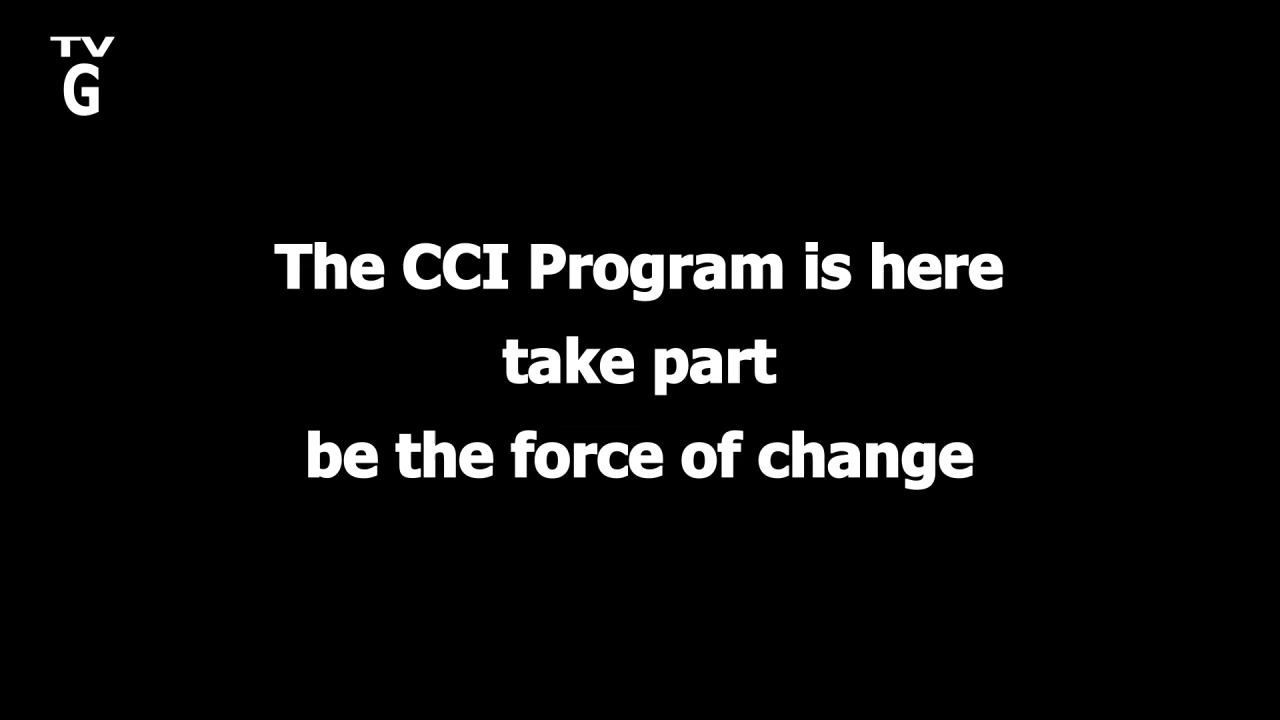 TV
G
The CCI Program is here
take part
be the force of change